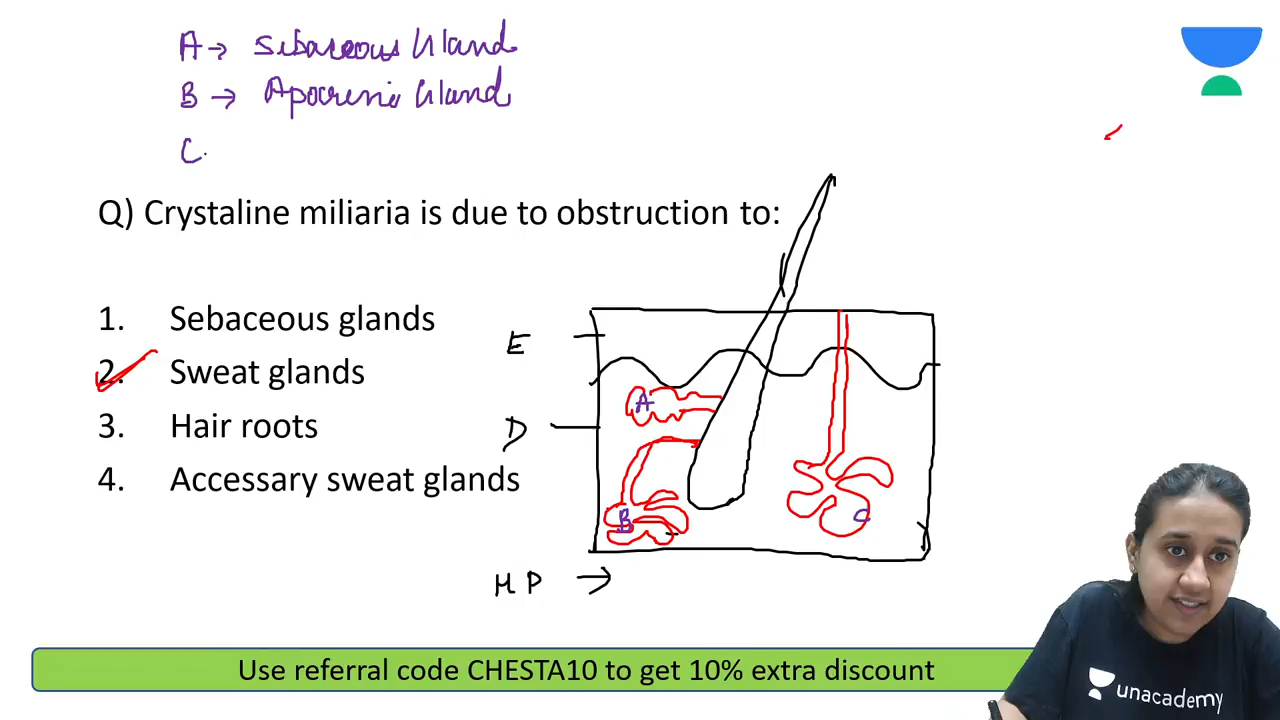 A → Sebaceous Gland
B → Apocrine Gland
C
Q) Crystaline miliaria is due to obstruction to:
1. Sebaceous glands
2. Sweat glands
3. Hair roots
4. Accessary sweat glands
E
D
A
B
C
H P →
Use referral code CHESTA10 to get 10% extra discount
unacademy